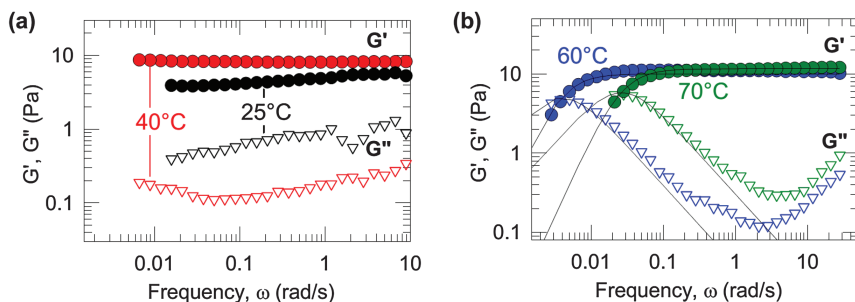 (a)
G', G" (Pa)
10
1
0.1
G'
40°C
25°C
G"
0.01
0.1
1
10
Frequency, ω (rad/s)
(b)
G', G" (Pa)
100
10
1
0.1
60°C
G'
70°C
G"
0.01
0.1
1
10
Frequency, ω (rad/s)